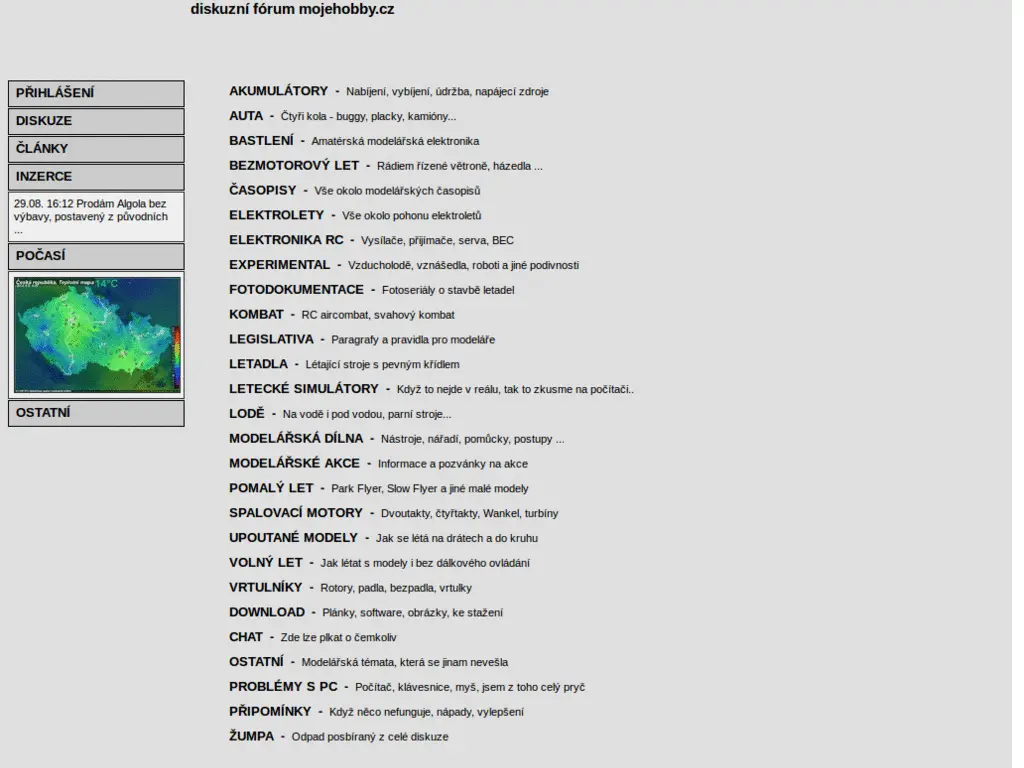 diskuzní fórum mojehobby.cz
PŘIHLÁŠENÍ
DISKUZE
ČLÁNKY
INZERCE
29.08. 16:12 Prodám Algola bez
výbavy, postavený z původních
...
POČASÍ
Česká republika, Teplotní mapa 14°C
OSTATNÍ
AKUMULÁTORY - Nabíjení, vybíjení, údržba, napájecí zdroje
AUTA - Čtyři kola - buggy, placky, kamióny...
BASTLENÍ - Amatérská modelářská elektronika
BEZMOTOROVÝ LET - Rádiem řízené větroně, házedla ...
ČASOPISY - Vše okolo modelářských časopisů
ELEKTROLETY - Vše okolo pohonu elektroletů
ELEKTRONIKA RC - Vysílače, přijímače, serva, BEC
EXPERIMENTAL - Vzducholodě, vznášedla, roboti a jiné podivnosti
FOTODOKUMENTACE - Fotoseriály o stavbě letadel
KOMBAT - RC aircombat, svahový kombat
LEGISLATIVA - Paragrafy a pravidla pro modeláře
LETADLA - Létající stroje s pevným křídlem
LETECKÉ SIMULÁTORY - Když to nejde v reálu, tak to zkusme na počítači..
LODĚ - Na vodě i pod vodou, parní stroje...
MODELÁŘSKÁ DÍLNA - Nástroje, nářadí, pomůcky, postupy ...
MODELÁŘSKÉ AKCE - Informace a pozvánky na akce
POMALÝ LET - Park Flyer, Slow Flyer a jiné malé modely
SPALOVACÍ MOTORY - Dvoutakty, čtyřtakty, Wankel, turbíny
UPOUTANÉ MODELY - Jak se létá na drátech a do kruhu
VOLNÝ LET - Jak létat s modely i bez dálkového ovládání
VRTULNÍKY - Rotory, padla, bezpadla, vrtulky
DOWNLOAD - Plánky, software, obrázky, ke stažení
CHAT - Zde lze plkat o čemkoliv
OSTATNÍ - Modelářská témata, která se jinam nevešla
PROBLÉMY S PC - Počítač, klávesnice, myš, jsem z toho celý pryč
PŘIPOMÍNKY - Když něco nefunguje, nápady, vylepšení
ŽUMPA - Odpad posbíraný z celé diskuze